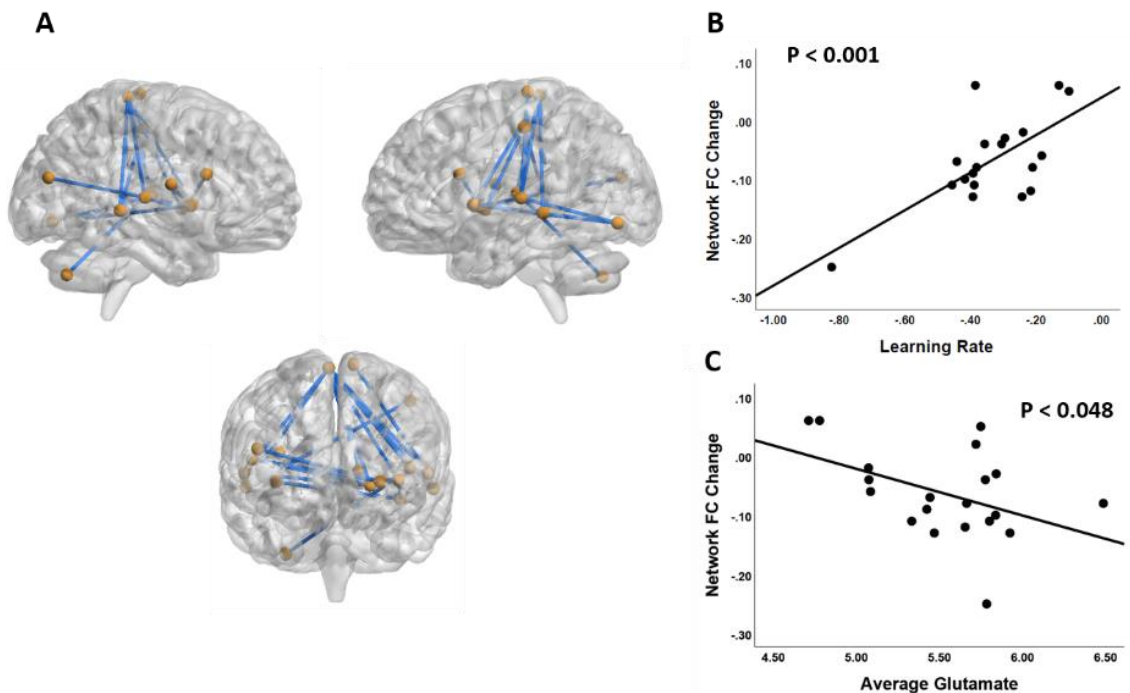 A
B
P < 0.001
Network FC Change
.10
.00
-.10
-.20
-.30
-1.00 -.80 -.60 -.40 -.20 .00
Learning Rate
C
P < 0.048
Network FC Change
.10
.00
-.10
-.20
-.30
4.50 5.00 5.50 6.00 6.50
Average Glutamate